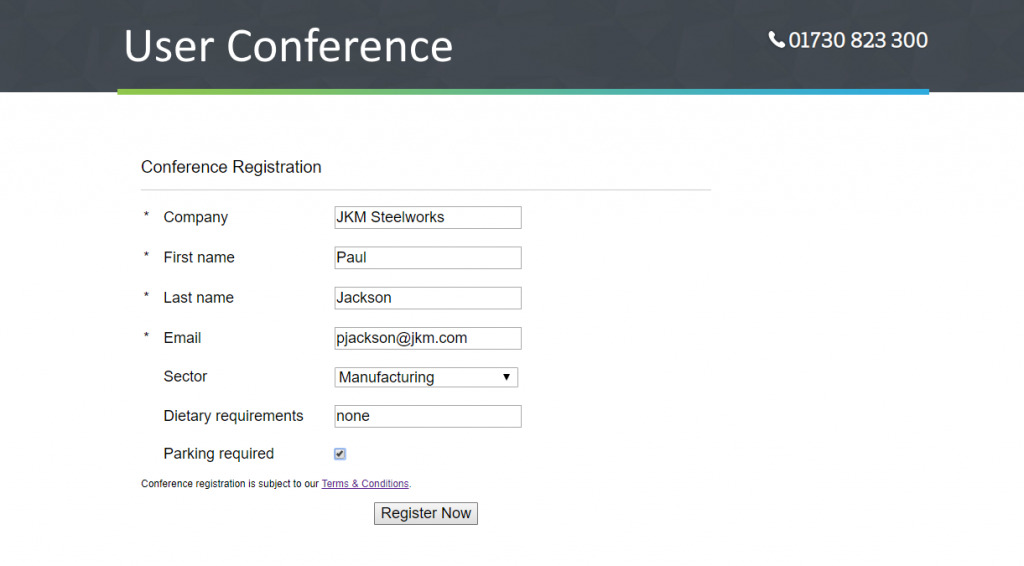 User Conference
01730 823 300
Conference Registration
* Company JKM Steelworks
* First name Paul
* Last name Jackson
* Email pjackson@jkm.com
Sector Manufacturing
Dietary requirements none
Parking required
Conference registration is subject to our Terms & Conditions.
Register Now